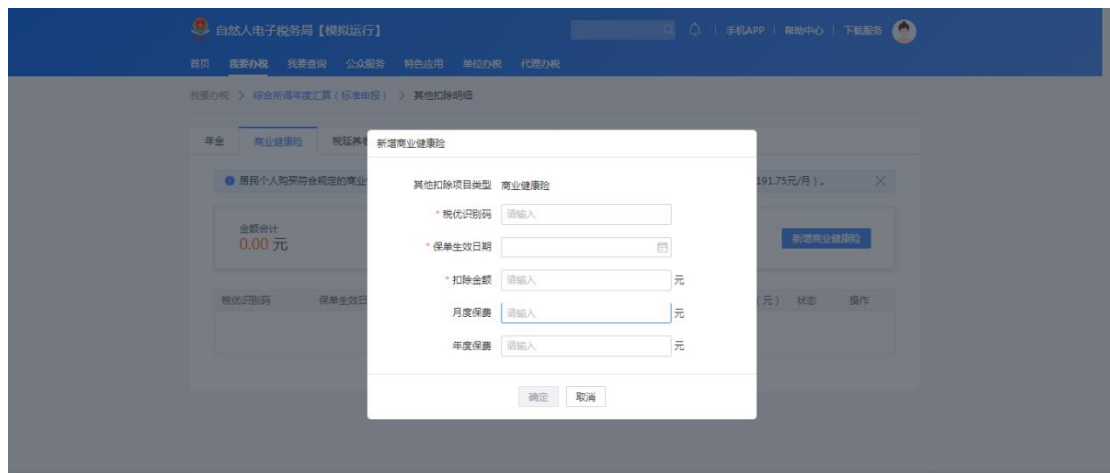 自然人电子税务局【模拟运行】
手机APP | 帮助中心 | 下载服务
首页 我要办税 我要查询 公众服务 特色应用 单位办税 代理办税
我要办税 > 综合所得年度汇算(标准申报) > 其他扣除明细
年金 商业健康险 税延养老
新增商业健康险
居民个人购买符合规定的商业
191.75元/月)。
其他扣除项目类型 商业健康险
* 税优识别码 请输入
金额合计
0.00 元
新增商业健康险
* 保单生效日期
* 扣除金额 请输入 元
税优识别码 保单生效日
(元) 状态 操作
月度保费 请输入 元
年度保费 请输入 元
确定 取消